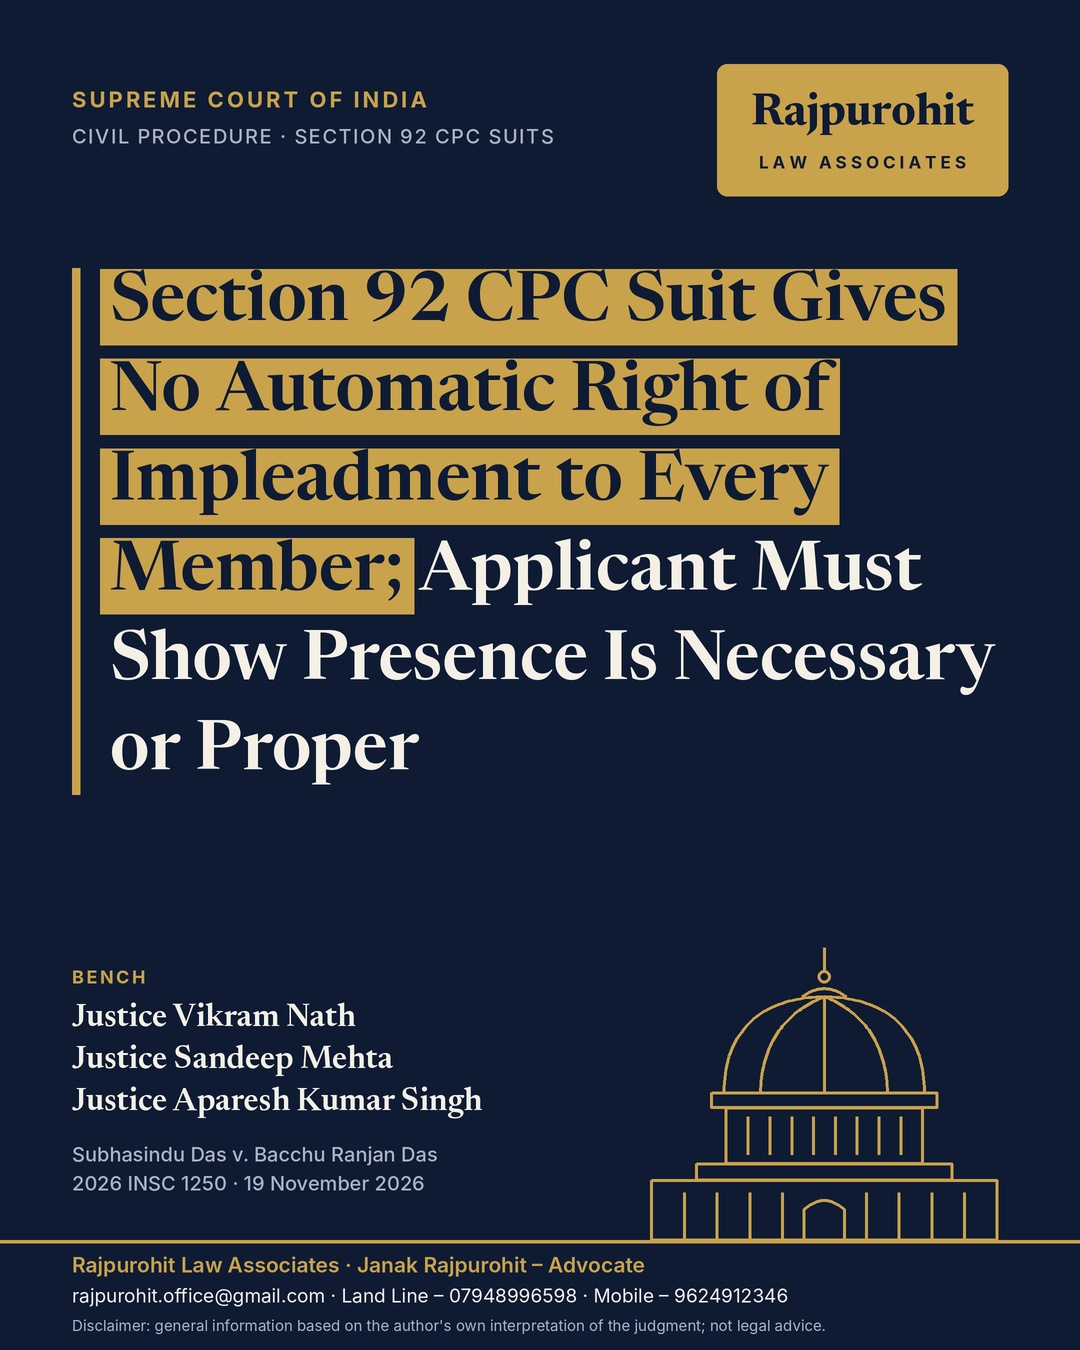 SUPREME COURT OF INDIA
CIVIL PROCEDURE · SECTION 92 CPC SUITS
Rajpurohit
LAW ASSOCIATES
Section 92 CPC Suit Gives
No Automatic Right of
Impleadment to Every
Member; Applicant Must
Show Presence Is Necessary
or Proper
BENCH
Justice Vikram Nath
Justice Sandeep Mehta
Justice Aparesh Kumar Singh
Subhasindu Das v. Bacchu Ranjan Das
2026 INSC 1250 · 19 November 2026
Rajpurohit Law Associates · Janak Rajpurohit – Advocate
rajpurohit.office@gmail.com · Land Line – 07948996598 · Mobile – 9624912346
Disclaimer: general information based on the author's own interpretation of the judgment; not legal advice.